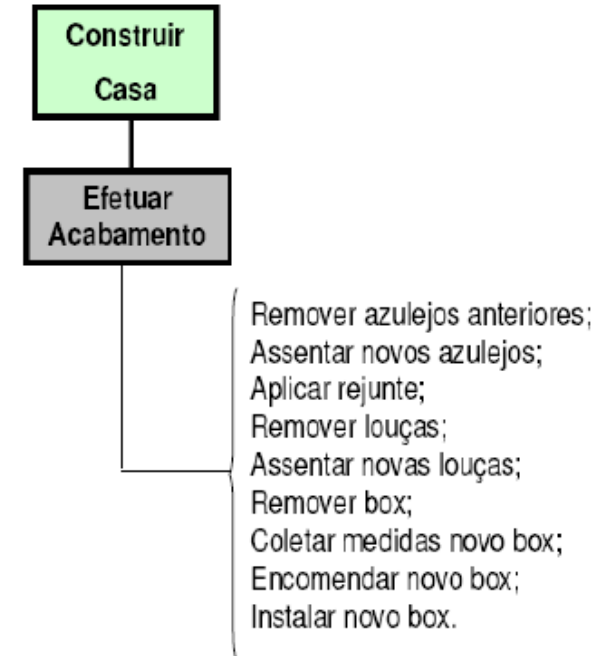 Construir
Casa
Efetuar
Acabamento
Remover azulejos anteriores;
Assentar novos azulejos;
Aplicar rejunte;
Remover louças;
Assentar novas louças;
Remover box;
Coletar medidas novo box;
Encomendar novo box;
Instalar novo box.